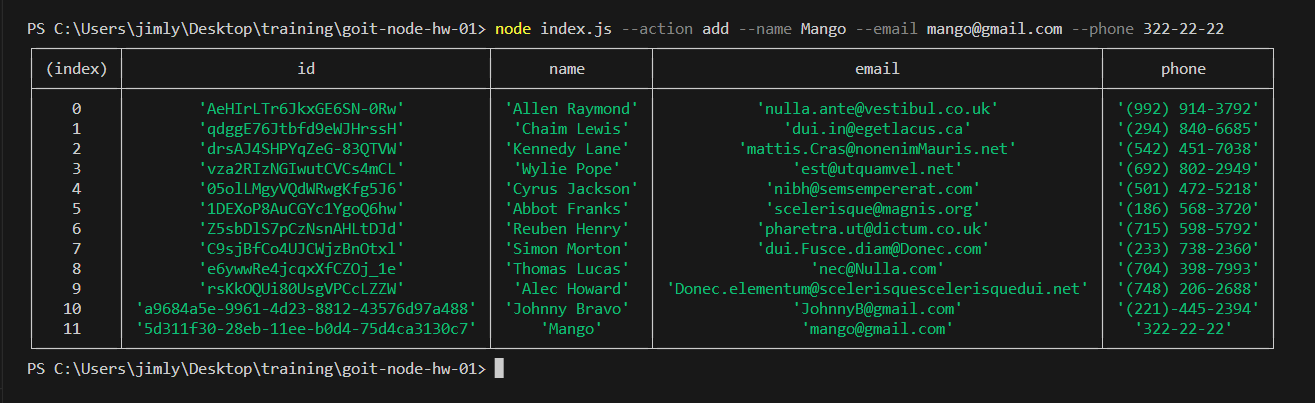 PS C:\Users\jimly\Desktop\training\goit-node-hw-01> node index.js --action add --name Mango --email mango@gmail.com --phone 322-22-22
(index) id name email phone
0 'AeHIrLTr6JkxGE6SN-0Rw' 'Allen Raymond' 'nulla.ante@vestibul.co.uk' '(992) 914-3792'
1 'qdggE76Jtbfd9eWJHrssH' 'Chaim Lewis' 'dui.in@egetlacus.ca' '(294) 840-6685'
2 'drsAJ4SHPYqZeG-83QTVW' 'Kennedy Lane' 'mattis.Cras@nonenimMauris.net' '(542) 451-7038'
3 'vza2RIzNGIwutCVCs4mCL' 'Wylie Pope' 'est@utquamvel.net' '(692) 802-2949'
4 '05olLMgyVQdWRwgKfg5J6' 'Cyrus Jackson' 'nibh@semsempererat.com' '(501) 472-5218'
5 '1DEXoP8AuCGYc1YgoQ6hw' 'Abbot Franks' 'scelerisque@magnis.org' '(186) 568-3720'
6 'Z5sbDlS7pCzNsnAHLtDJd' 'Reuben Henry' 'pharetra.ut@dictum.co.uk' '(715) 598-5792'
7 'C9sjBfCo4UJCWjzBnOtxl' 'Simon Morton' 'dui.Fusce.diam@Donec.com' '(233) 738-2360'
8 'e6ywwRe4jcqxXfCZOj_1e' 'Thomas Lucas' 'nec@Nulla.com' '(704) 398-7993'
9 'rsKkOQUi80UsgVPCcLZZW' 'Alec Howard' 'Donec.elementum@scelerisquescelerisquedui.net' '(748) 206-2688'
10 'a9684a5e-9961-4d23-8812-43576d97a488' 'Johnny Bravo' 'JohnnyB@gmail.com' '(221)-445-2394'
11 '5d311f30-28eb-11ee-b0d4-75d4ca3130c7' 'Mango' 'mango@gmail.com' '322-22-22'
PS C:\Users\jimly\Desktop\training\goit-node-hw-01>